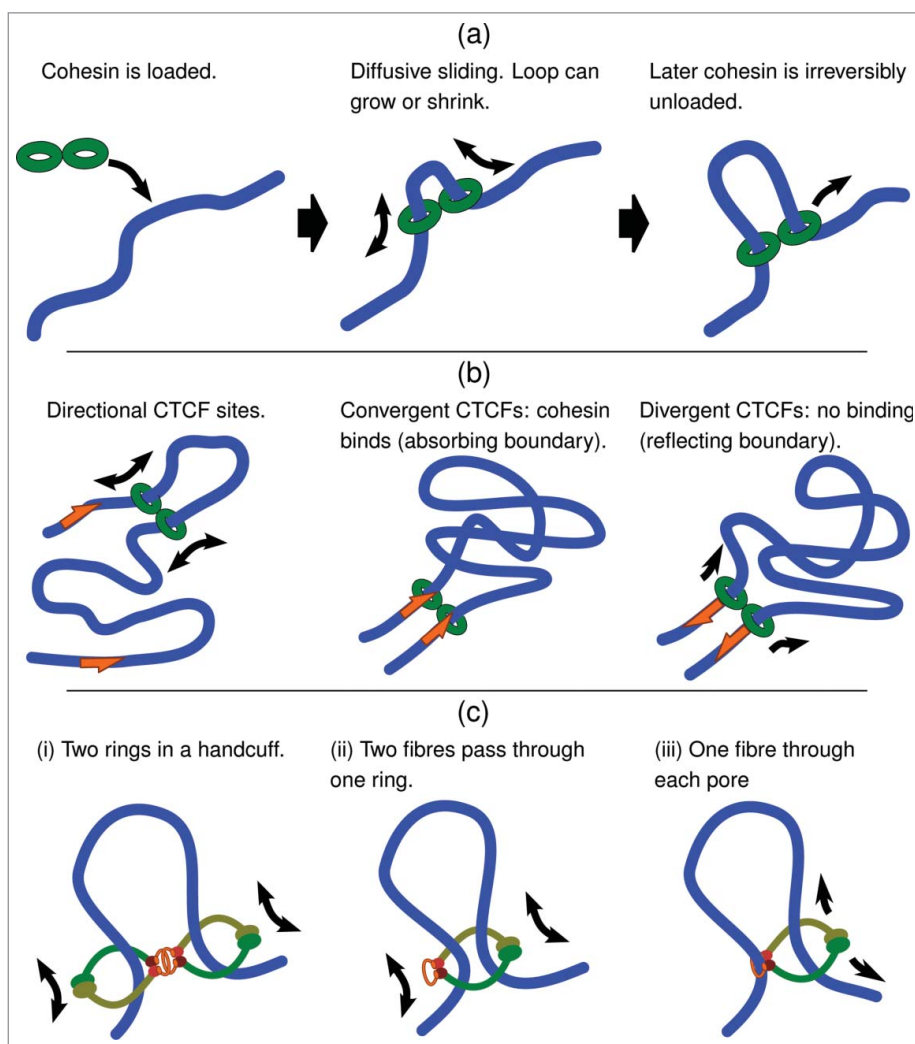 (a)
Cohesin is loaded.
Diffusive sliding. Loop can
grow or shrink.
Later cohesin is irreversibly
unloaded.
(b)
Directional CTCF sites.
Convergent CTCFs: cohesin
binds (absorbing boundary).
Divergent CTCFs: no binding
(reflecting boundary).
(c)
(i) Two rings in a handcuff.
(ii) Two fibres pass through
one ring.
(iii) One fibre through
each pore